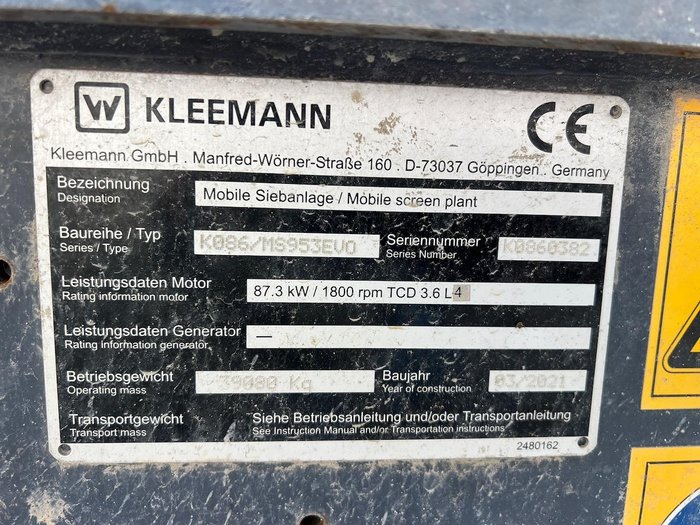 W KLEEMANN CE
Kleemann GmbH . Manfred-Wörner-Straße 160 . D-73037 Göppingen . Germany
Bezeichnung
Designation
Mobile Siebanlage / Mobile screen plant
Baureihe / Typ
Series / Type
K086/MS953EVO
Seriennummer
Series Number
K0860382
Leistungsdaten Motor
Rating information motor
87.3 kW / 1800 rpm TCD 3.6 L4
Leistungsdaten Generator
Rating information generator
—
Betriebsgewicht
Operating mass
39080 Kg
Baujahr
Year of construction
03/2021
Transportgewicht
Transport mass
Siehe Betriebsanleitung und/oder Transportanleitung
See Instruction Manual and/or Transportation instructions
2480162